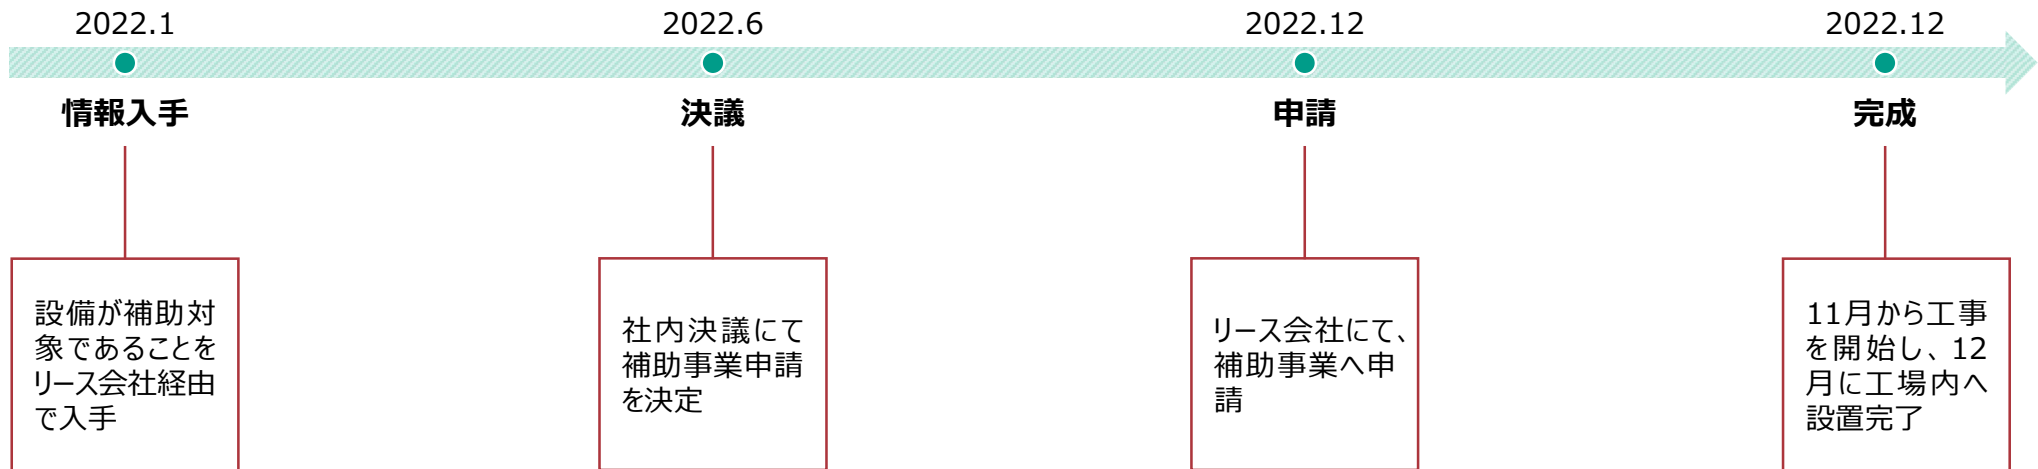 2022.1
2022.6
2022.12
2022.12
情報入手
決議
申請
完成
設備が補助対
象であることを
リース会社経由
で入手
社内決議にて
補助事業申請
を決定
リース会社にて、
補助事業へ申
請
11月から工事
を開始し、12
月に工場内へ
設置完了